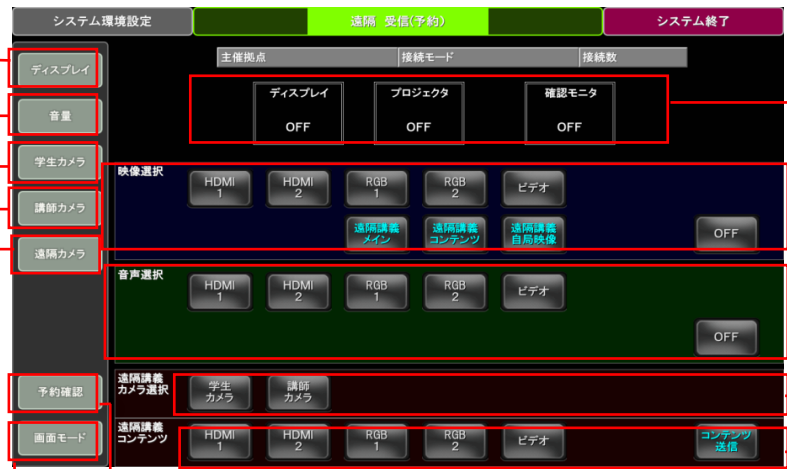 システム環境設定
遠隔 受信(予約)
システム終了
主催拠点
接続モード
接続数
ディスプレイ
音量
学生カメラ
講師カメラ
遠隔カメラ
予約確認
画面モード
ディスプレイ
OFF
プロジェクタ
OFF
確認モニタ
OFF
映像選択
HDMI
1
HDMI
2
RGB
1
RGB
2
ビデオ
遠隔講義
メイン
遠隔講義
コンテンツ
遠隔講義
自局映像
OFF
音声選択
HDMI
1
HDMI
2
RGB
1
RGB
2
ビデオ
OFF
遠隔講義
カメラ選択
学生
カメラ
講師
カメラ
遠隔講義
コンテンツ
HDMI
1
HDMI
2
RGB
1
RGB
2
ビデオ
コンテンツ
送信